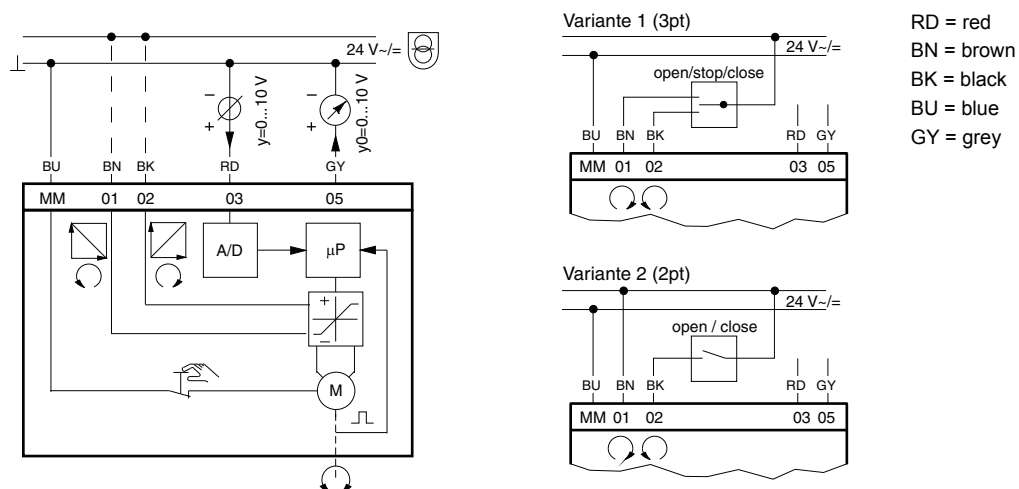 24 V~/=
⊥
−
+
y=0...10 V
−
+
y0=0...10 V
BU BN BK RD GY
MM 01 02 03 05
A/D
µP
+
−
M
Variante 1 (3pt)
24 V~/=
open/stop/close
BU BN BK RD GY
MM 01 02 03 05
Variante 2 (2pt)
24 V~/=
open / close
BU BN BK RD GY
MM 01 02 03 05
RD = red
BN = brown
BK = black
BU = blue
GY = grey